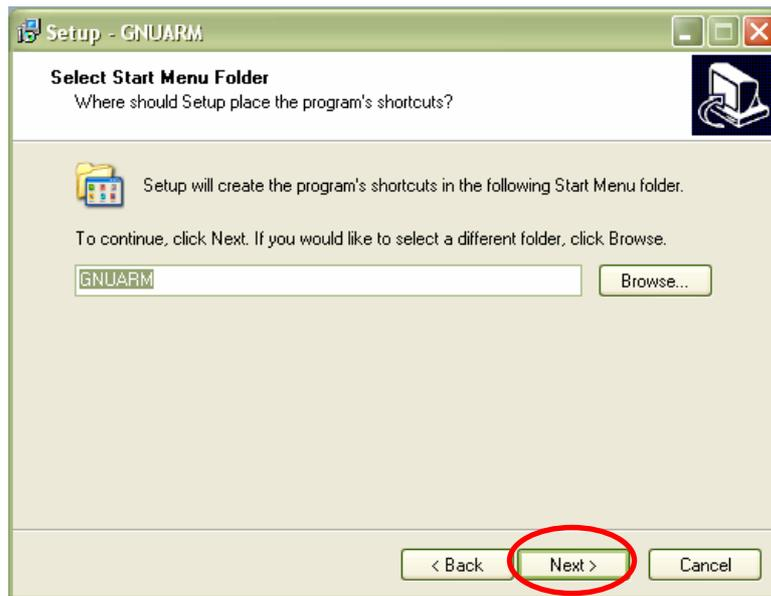 Setup - GNUARM
Select Start Menu Folder
Where should Setup place the program's shortcuts?
Setup will create the program's shortcuts in the following Start Menu folder.
To continue, click Next. If you would like to select a different folder, click Browse.
GNUARM
Browse...
< Back
Next >
Cancel